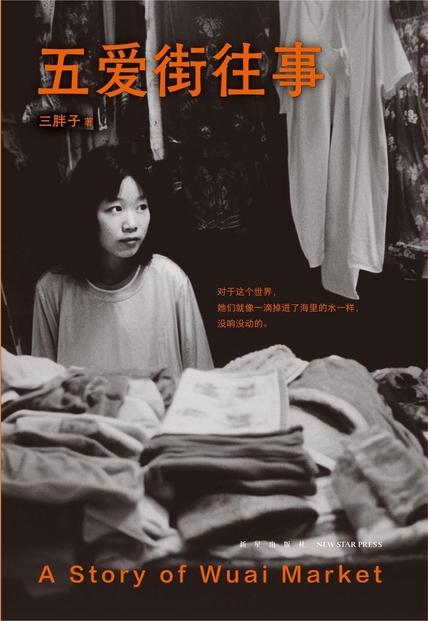 五爱街往事
三胖子 著
对于这个世界，
她们就像一滴掉进了海里的水一样，
没响没动的。
新星出版社 NEW STAR PRESS
A Story of Wuai Market